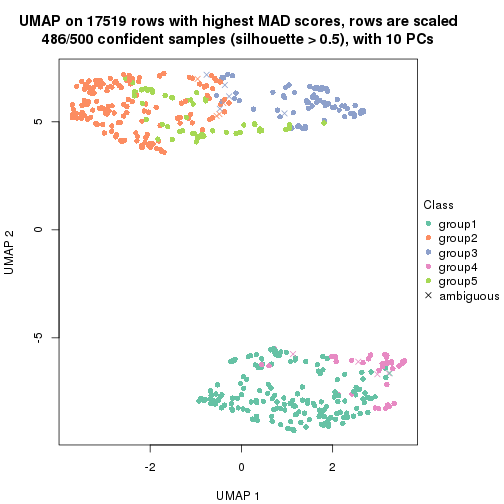 UMAP on 17519 rows with highest MAD scores, rows are scaled
486/500 confident samples (silhouette > 0.5), with 10 PCs
5
0
-5
-2
0
2
UMAP 1
UMAP 2
Class
group1
group2
group3
group4
group5
ambiguous